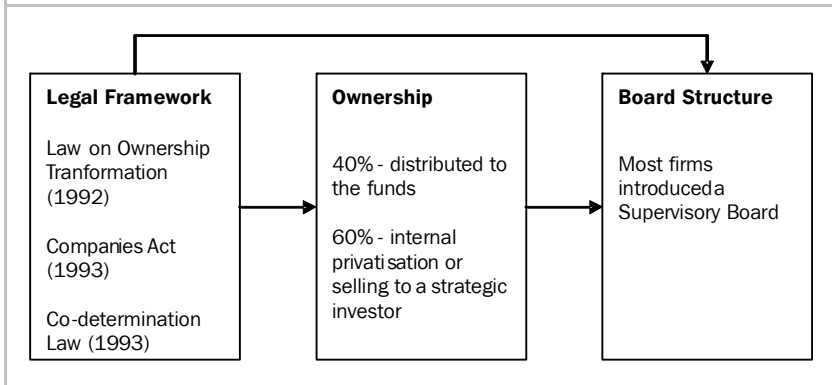 Legal Framework
Law on Ownership
Tranformation
(1992)
Companies Act
(1993)
Co-determination
Law (1993)
Ownership
40% - distributed to
the funds
60% - internal
privatisation or
selling to a strategic
investor
Board Structure
Most firms
introduced a
Supervisory Board